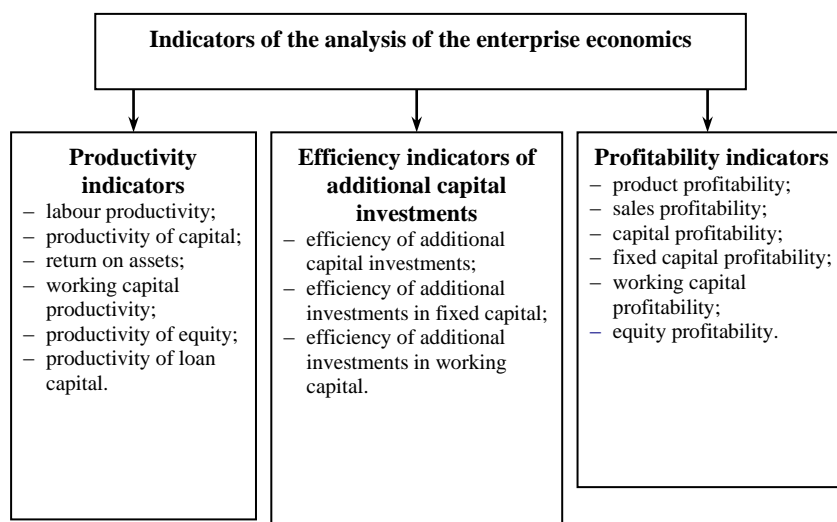 Indicators of the analysis of the enterprise economics
Productivity
indicators
– labour productivity;
– productivity of capital;
– return on assets;
– working capital
productivity;
– productivity of equity;
– productivity of loan
capital.
Efficiency indicators of
additional capital
investments
– efficiency of additional
capital investments;
– efficiency of additional
investments in fixed capital;
– efficiency of additional
investments in working
capital.
Profitability indicators
– product profitability;
– sales profitability;
– capital profitability;
– fixed capital profitability;
– working capital
profitability;
– equity profitability.